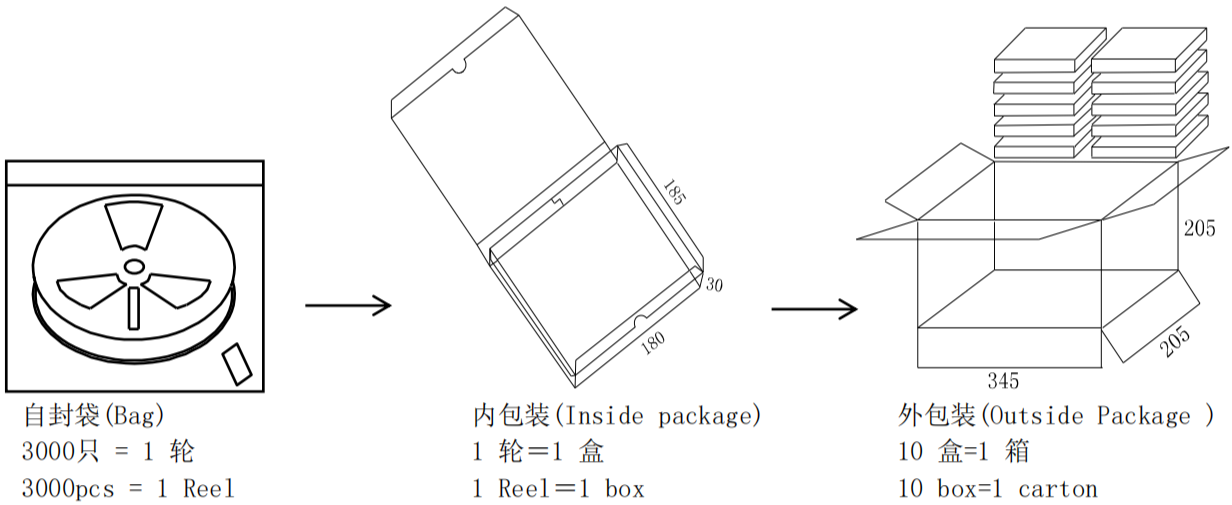 185
30
180
205
205
345
自封袋(Bag)
3000只 = 1 轮
3000pcs = 1 Reel
内包装(Inside package)
1 轮＝1 盒
1 Reel＝1 box
外包装(Outside Package )
10 盒=1 箱
10 box=1 carton